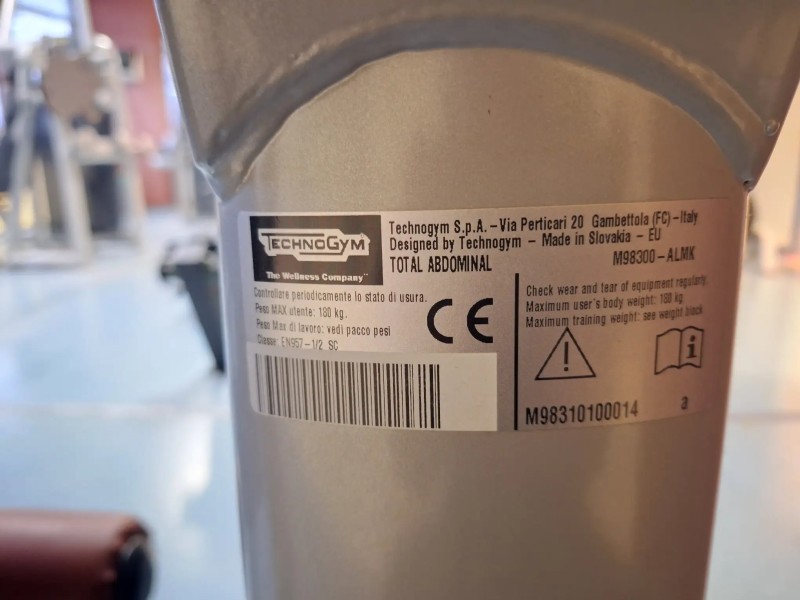 TECHNOGYM
The Wellness Company™
Technogym S.p.A. – Via Perticari 20 Gambettola (FC) – Italy
Designed by Technogym – Made in Slovakia – EU
TOTAL ABDOMINAL M98300-ALMK
Controllare periodicamente lo stato di usura.
Peso MAX utente: 180 kg.
Peso Max di lavoro: vedi pacco pesi
Classe: EN957-1/2 SC
CE
Check wear and tear of equipment regularly.
Maximum user's body weight: 180 kg
Maximum training weight: see weight block
!
i
M98310100014 a